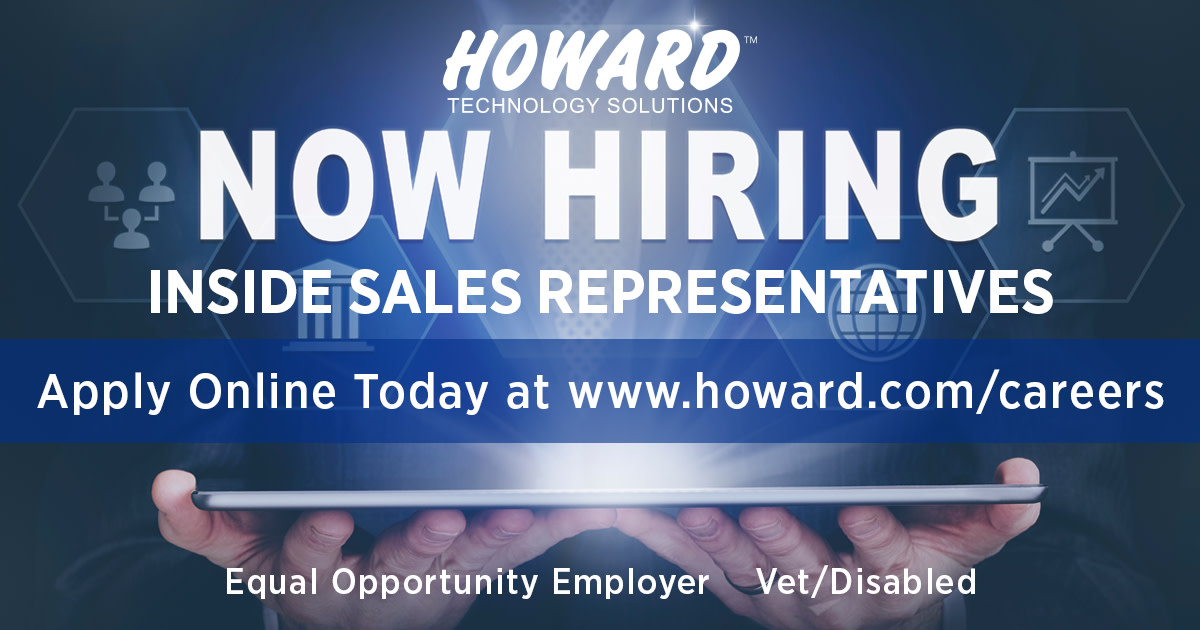 HOWARD™
TECHNOLOGY SOLUTIONS
NOW HIRING
INSIDE SALES REPRESENTATIVES
Apply Online Today at www.howard.com/careers
Equal Opportunity Employer Vet/Disabled